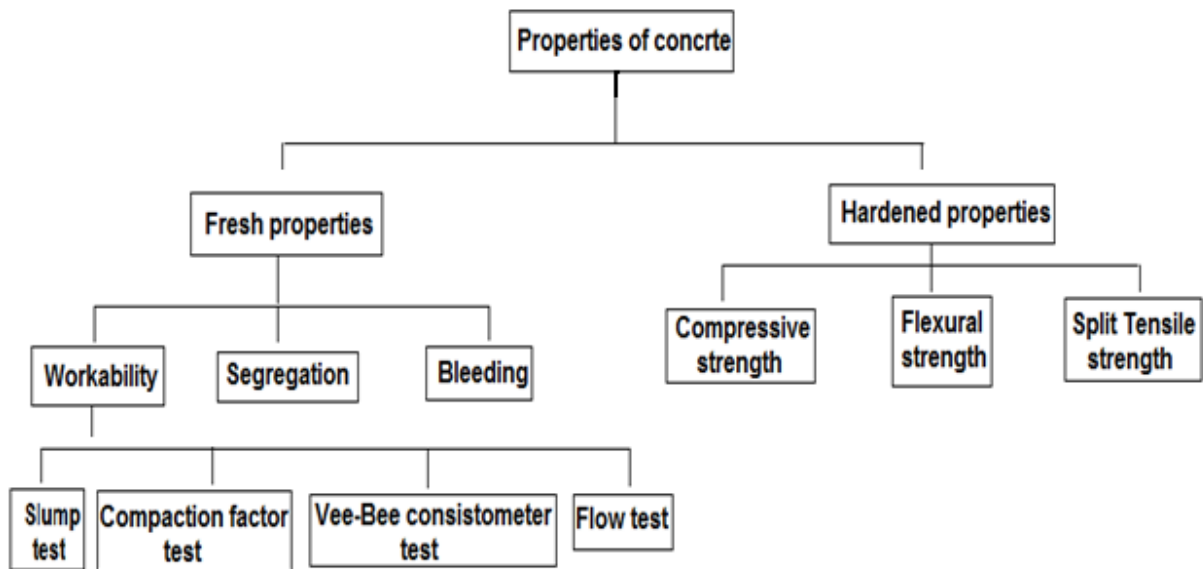 Properties of concrte
Fresh properties
Hardened properties
Workability
Segregation
Bleeding
Compressive
strength
Flexural
strength
Split Tensile
strength
Slump
test
Compaction factor
test
Vee-Bee consistometer
test
Flow test